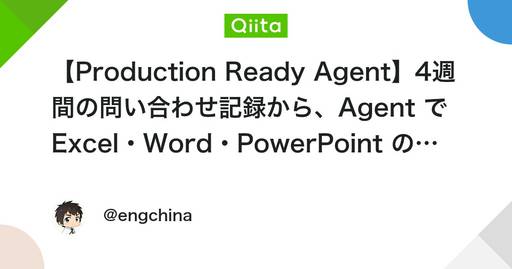 Qiita
【Production Ready Agent】4週
間の問い合わせ記録から、Agent で
Excel・Word・PowerPoint の…
@engchina